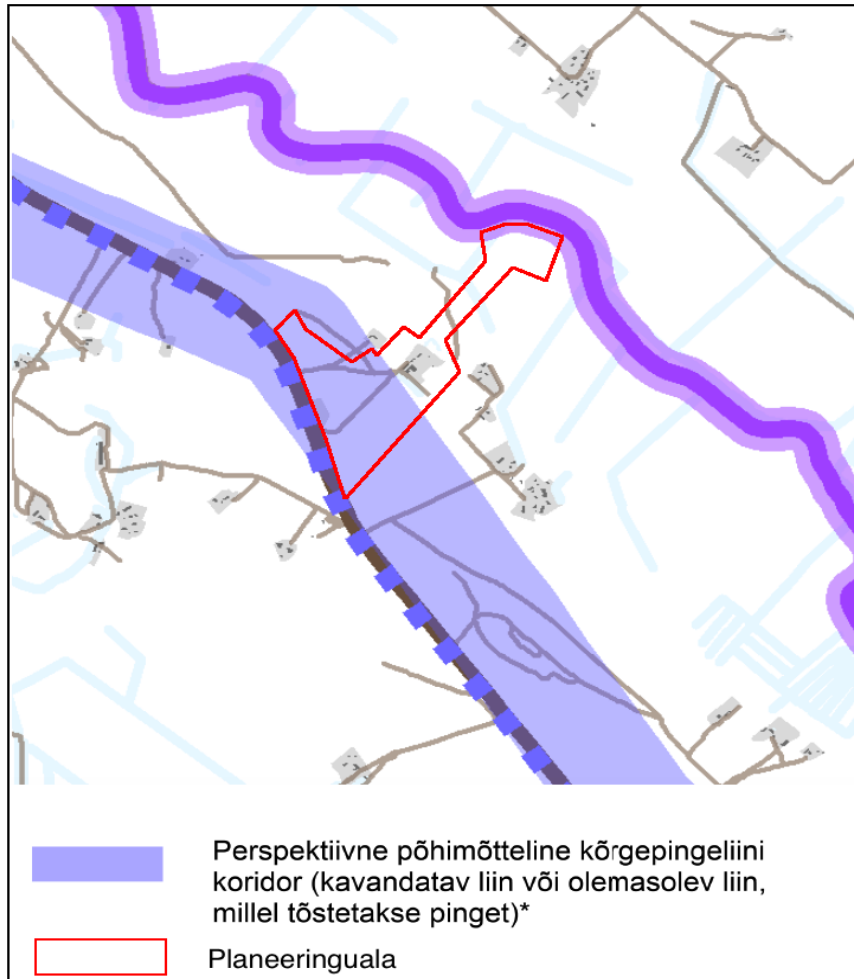 Perspektiivne põhimõtteline kõrgepingeliini
koridor (kavandatav liin või olemasolev liin,
millel tõstetakse pinget)*
Planeeringuala